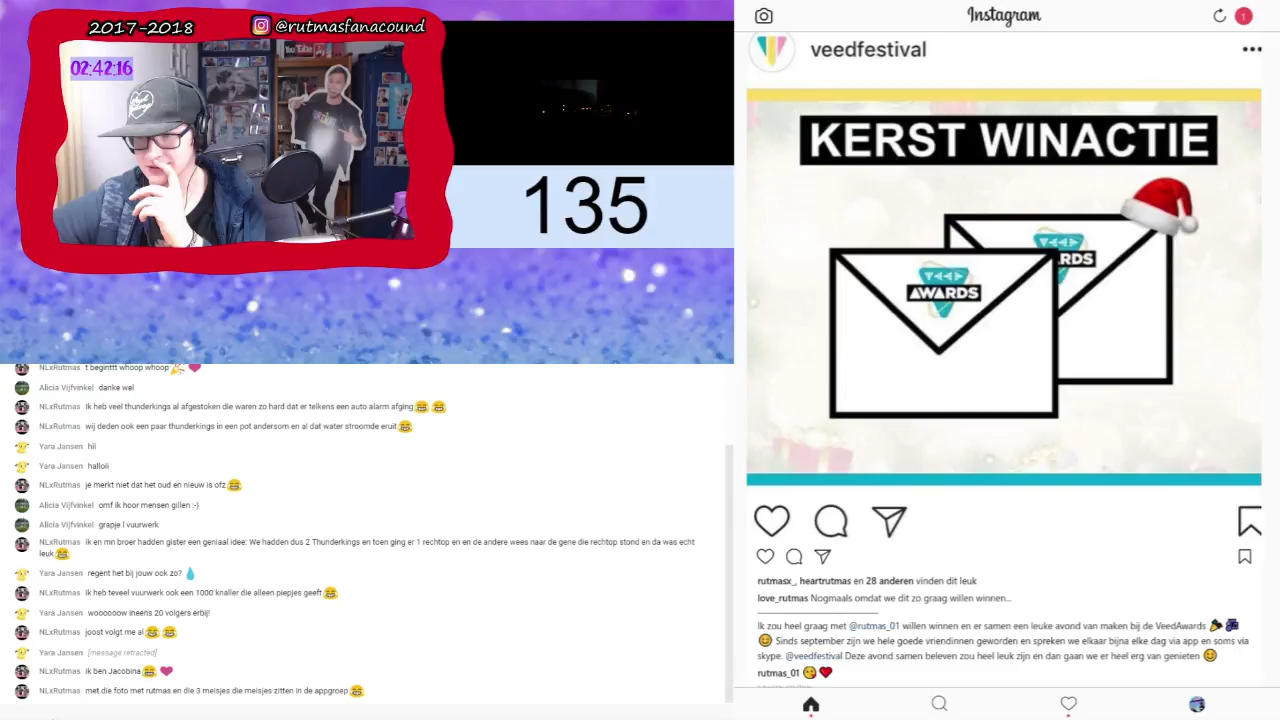 2017-2018
@rutmasfanacound
02:42:16
135
NLxRutmas t beginttt whoop whoop
Alicia Vijfvinkel danke wel
NLxRutmas Ik heb veel thunderkings al afgestoken die waren zo hard dat er telkens een auto alarm afging
NLxRutmas wij deden ook een paar thunderkings in een pot andersom en al dat water stroomde eruit
Yara Jansen hii
Yara Jansen halloii
NLxRutmas je merkt niet dat het oud en nieuw is ofz
Alicia Vijfvinkel omf ik hoor mensen gillen :-)
Alicia Vijfvinkel grapje l vuurwerk
NLxRutmas ik en mn broer hadden gister een geniaal idee: We hadden dus 2 Thunderkings en toen ging er 1 rechtop en en de andere wees naar de gene die rechtop stond en da was echt
leuk
Yara Jansen regent het bij jouw ook zo?
NLxRutmas ik heb teveel vuurwerk ook een 1000 knaller die alleen piepjes geeft
Yara Jansen woooooow ineens 20 volgers erbij!
NLxRutmas joost volgt me al
Yara Jansen [message retracted]
NLxRutmas ik ben Jacobina
NLxRutmas met die foto met rutmas en die 3 meisjes die meisjes zitten in de appgroep
Instagram
1
veedfestival
KERST WINACTIE
AWARDS
RDS
rutmasx_, heartrutmas en 28 anderen vinden dit leuk
love_rutmas Nogmaals omdat we dit zo graag willen winnen...
Ik zou heel graag met @rutmas_01 willen winnen en er samen een leuke avond van maken bij de VeedAwards
Sinds september zijn we hele goede vriendinnen geworden en spreken we elkaar bijna elke dag via app en soms via
skype. @veedfestival Deze avond samen beleven zou heel leuk zijn en dan gaan we er heel erg van genieten
rutmas_01